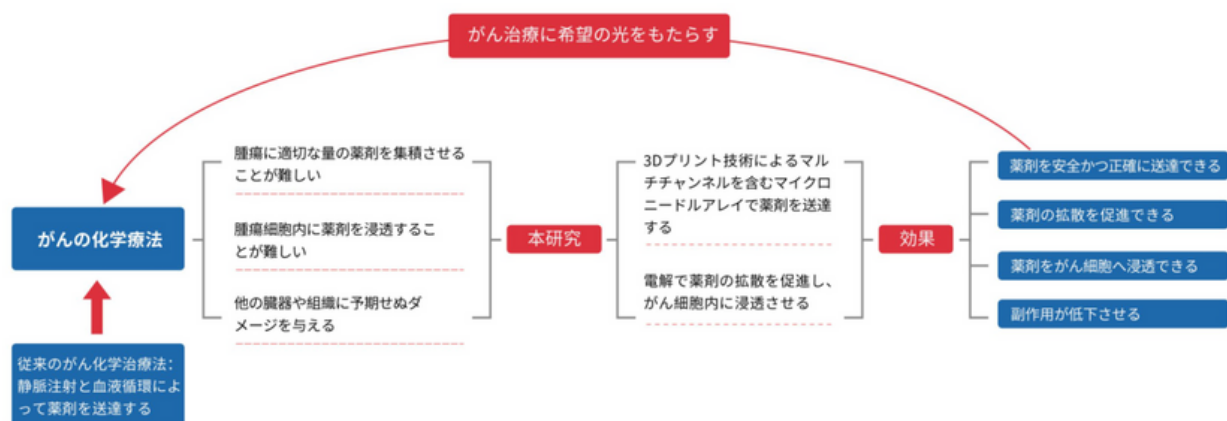 がん治療に希望の光をもたらす
がんの化学療法
従来のがん化学治療法：
静脈注射と血液循環によ
って薬剤を送達する
腫瘍に適切な量の薬剤を集積させる
ことが難しい
腫瘍細胞内に薬剤を浸透するこ
とが難しい
他の臓器や組織に予期せぬダ
メージを与える
本研究
3Dプリント技術によるマル
チチャンネルを含むマイクロ
ニードルアレイで薬剤を送達
する
電解で薬剤の拡散を促進し、
がん細胞内に浸透させる
効果
薬剤を安全かつ正確に送達できる
薬剤の拡散を促進できる
薬剤をがん細胞へ浸透できる
副作用が低下させる